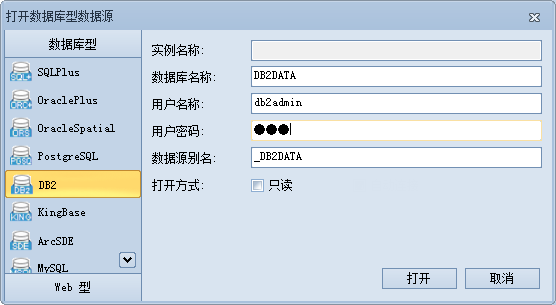 打开数据库型数据源
数据库型
SQLPlus
OraclePlus
OracleSpatial
PostgreSQL
DB2
KingBase
ArcSDE
MySQL
Web 型
实例名称:
数据库名称: DB2DATA
用户名称: db2admin
用户密码: ●●●
数据源别名: _DB2DATA
打开方式: 只读
打开 取消